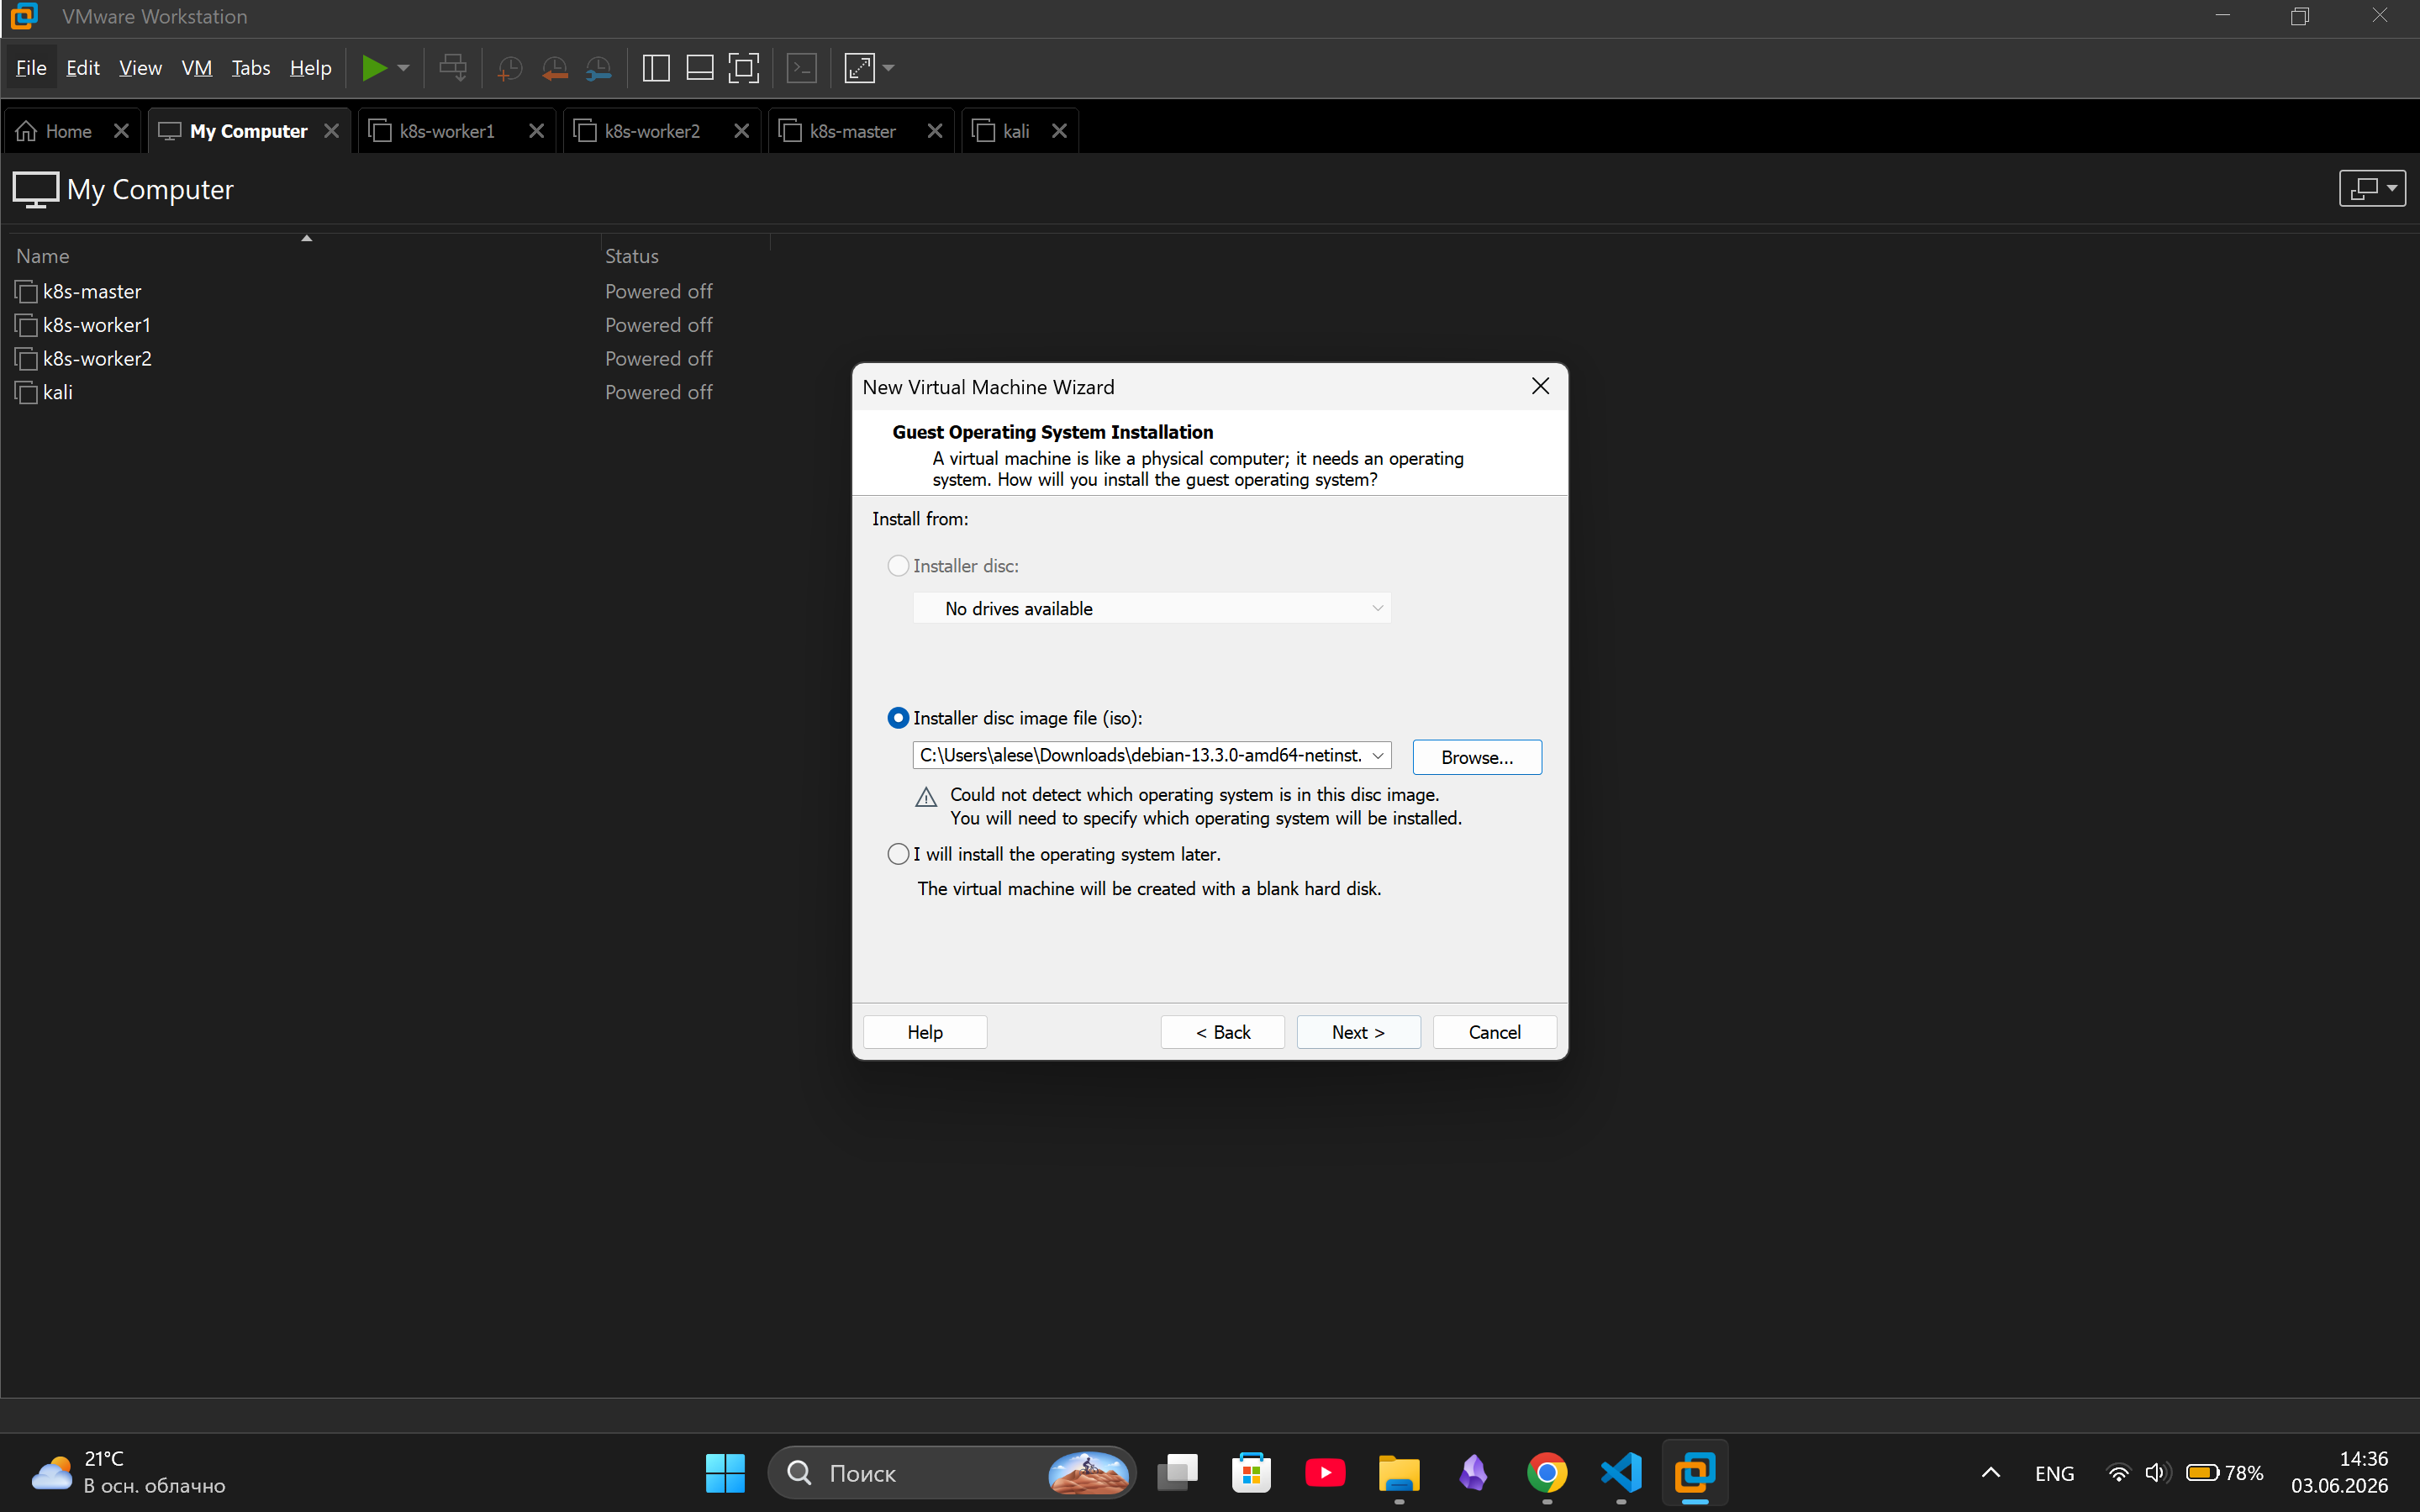 VMware Workstation
File Edit View VM Tabs Help
Home My Computer k8s-worker1 k8s-worker2 k8s-master kali
My Computer
Name Status
k8s-master Powered off
k8s-worker1 Powered off
k8s-worker2 Powered off
kali Powered off
New Virtual Machine Wizard
Guest Operating System Installation
A virtual machine is like a physical computer; it needs an operating
system. How will you install the guest operating system?
Install from:
Installer disc:
No drives available
Installer disc image file (iso):
C:\Users\alese\Downloads\debian-13.3.0-amd64-netinst. Browse...
Could not detect which operating system is in this disc image.
You will need to specify which operating system will be installed.
I will install the operating system later.
The virtual machine will be created with a blank hard disk.
Help < Back Next > Cancel
21°C
В осн. облачно
Поиск
ENG
78%
14:36
03.06.2026